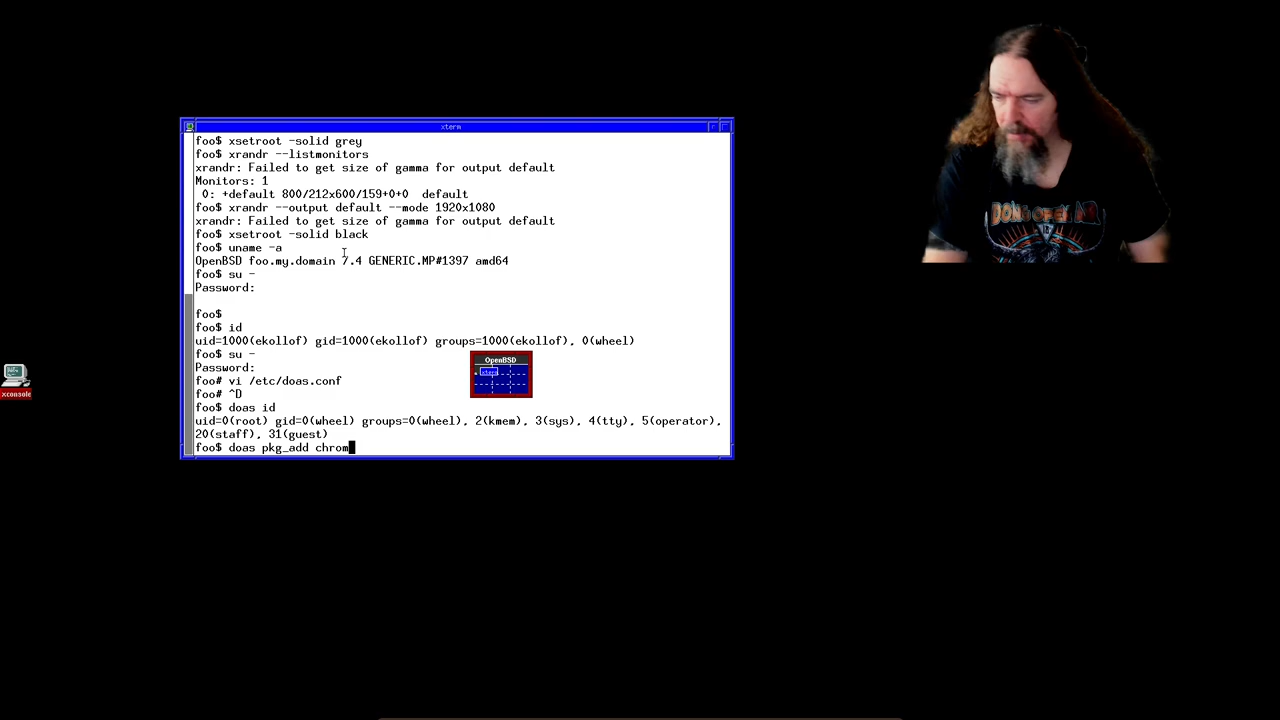 xterm
foo$ xsetroot -solid grey
foo$ xrandr --listmonitors
xrandr: Failed to get size of gamma for output default
Monitors: 1
 0: +default 800/212x600/159+0+0  default
foo$ xrandr --output default --mode 1920x1080
xrandr: Failed to get size of gamma for output default
foo$ xsetroot -solid black
foo$ uname -a
OpenBSD foo.my.domain 7.4 GENERIC.MP#1397 amd64
foo$ su -
Password:
foo$
foo$ id
uid=1000(ekollof) gid=1000(ekollof) groups=1000(ekollof), 0(wheel)
foo$ su -
Password:
foo# vi /etc/doas.conf
foo# ^D
foo$ doas id
uid=0(root) gid=0(wheel) groups=0(wheel), 2(kmem), 3(sys), 4(tty), 5(operator),
20(staff), 31(guest)
foo$ doas pkg_add chrom
OpenBSD
xterm
xconsole
DONG OPEN AIR